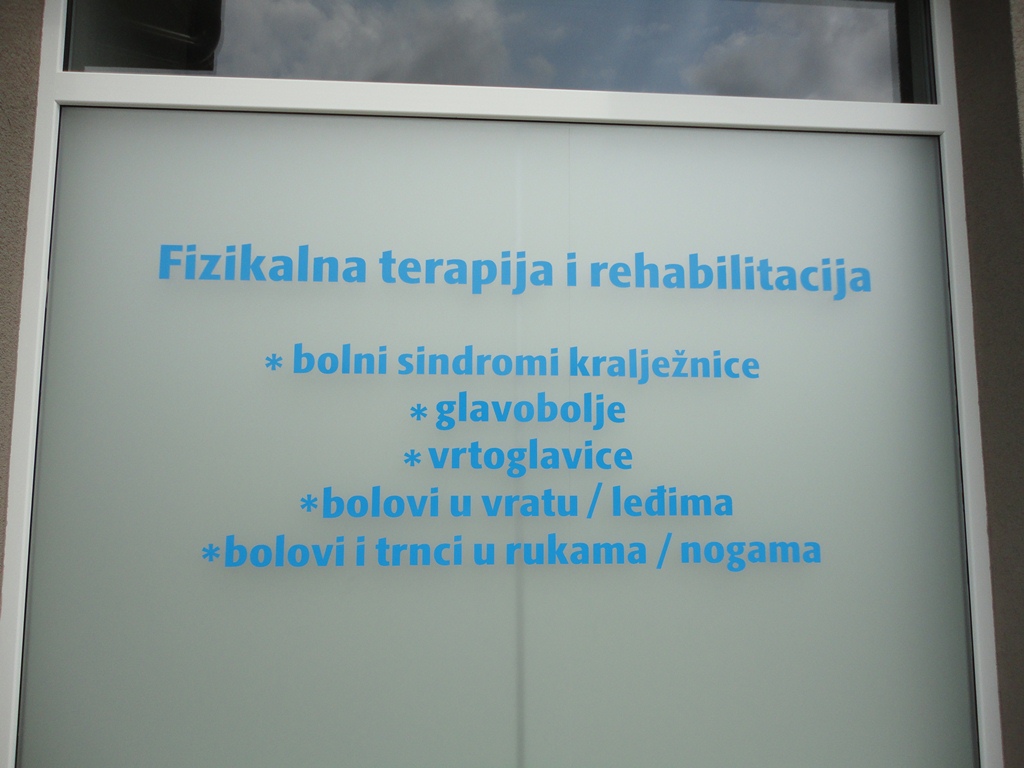 Fizikalna terapija i rehabilitacija
* bolni sindromi kralježnice
* glavobolje
* vrtoglavice
*bolovi u vratu / leđima
*bolovi i trnci u rukama / nogama